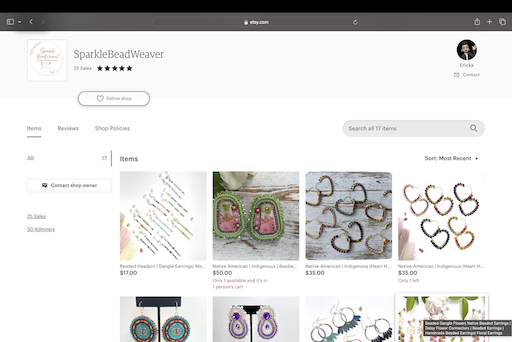 etsy.com
Sparkle
BeadWeaver
SparkleBeadWeaver
25 Sales
Ericka
Contact
Follow shop
Items
Reviews
Shop Policies
Search all 17 items
All
17
Items
Sort: Most Recent
Contact shop owner
25 Sales
50 Admirers
Beaded Headpin | Dangle Earrings| Mo...
$17.00
Native American | Indigenous | Beadw...
$50.00
Only 1 available and it's in
1 person's cart
Native American | Indigenous |Heart H...
$35.00
Native American | Indigenous |Heart H...
$35.00
Only 1 left
Beaded Dangle Flower| Native Beaded Earrings |
Daisy Flower Connectors | Beaded Earrings |
Handmade Beaded Earrings| Floral Earrings